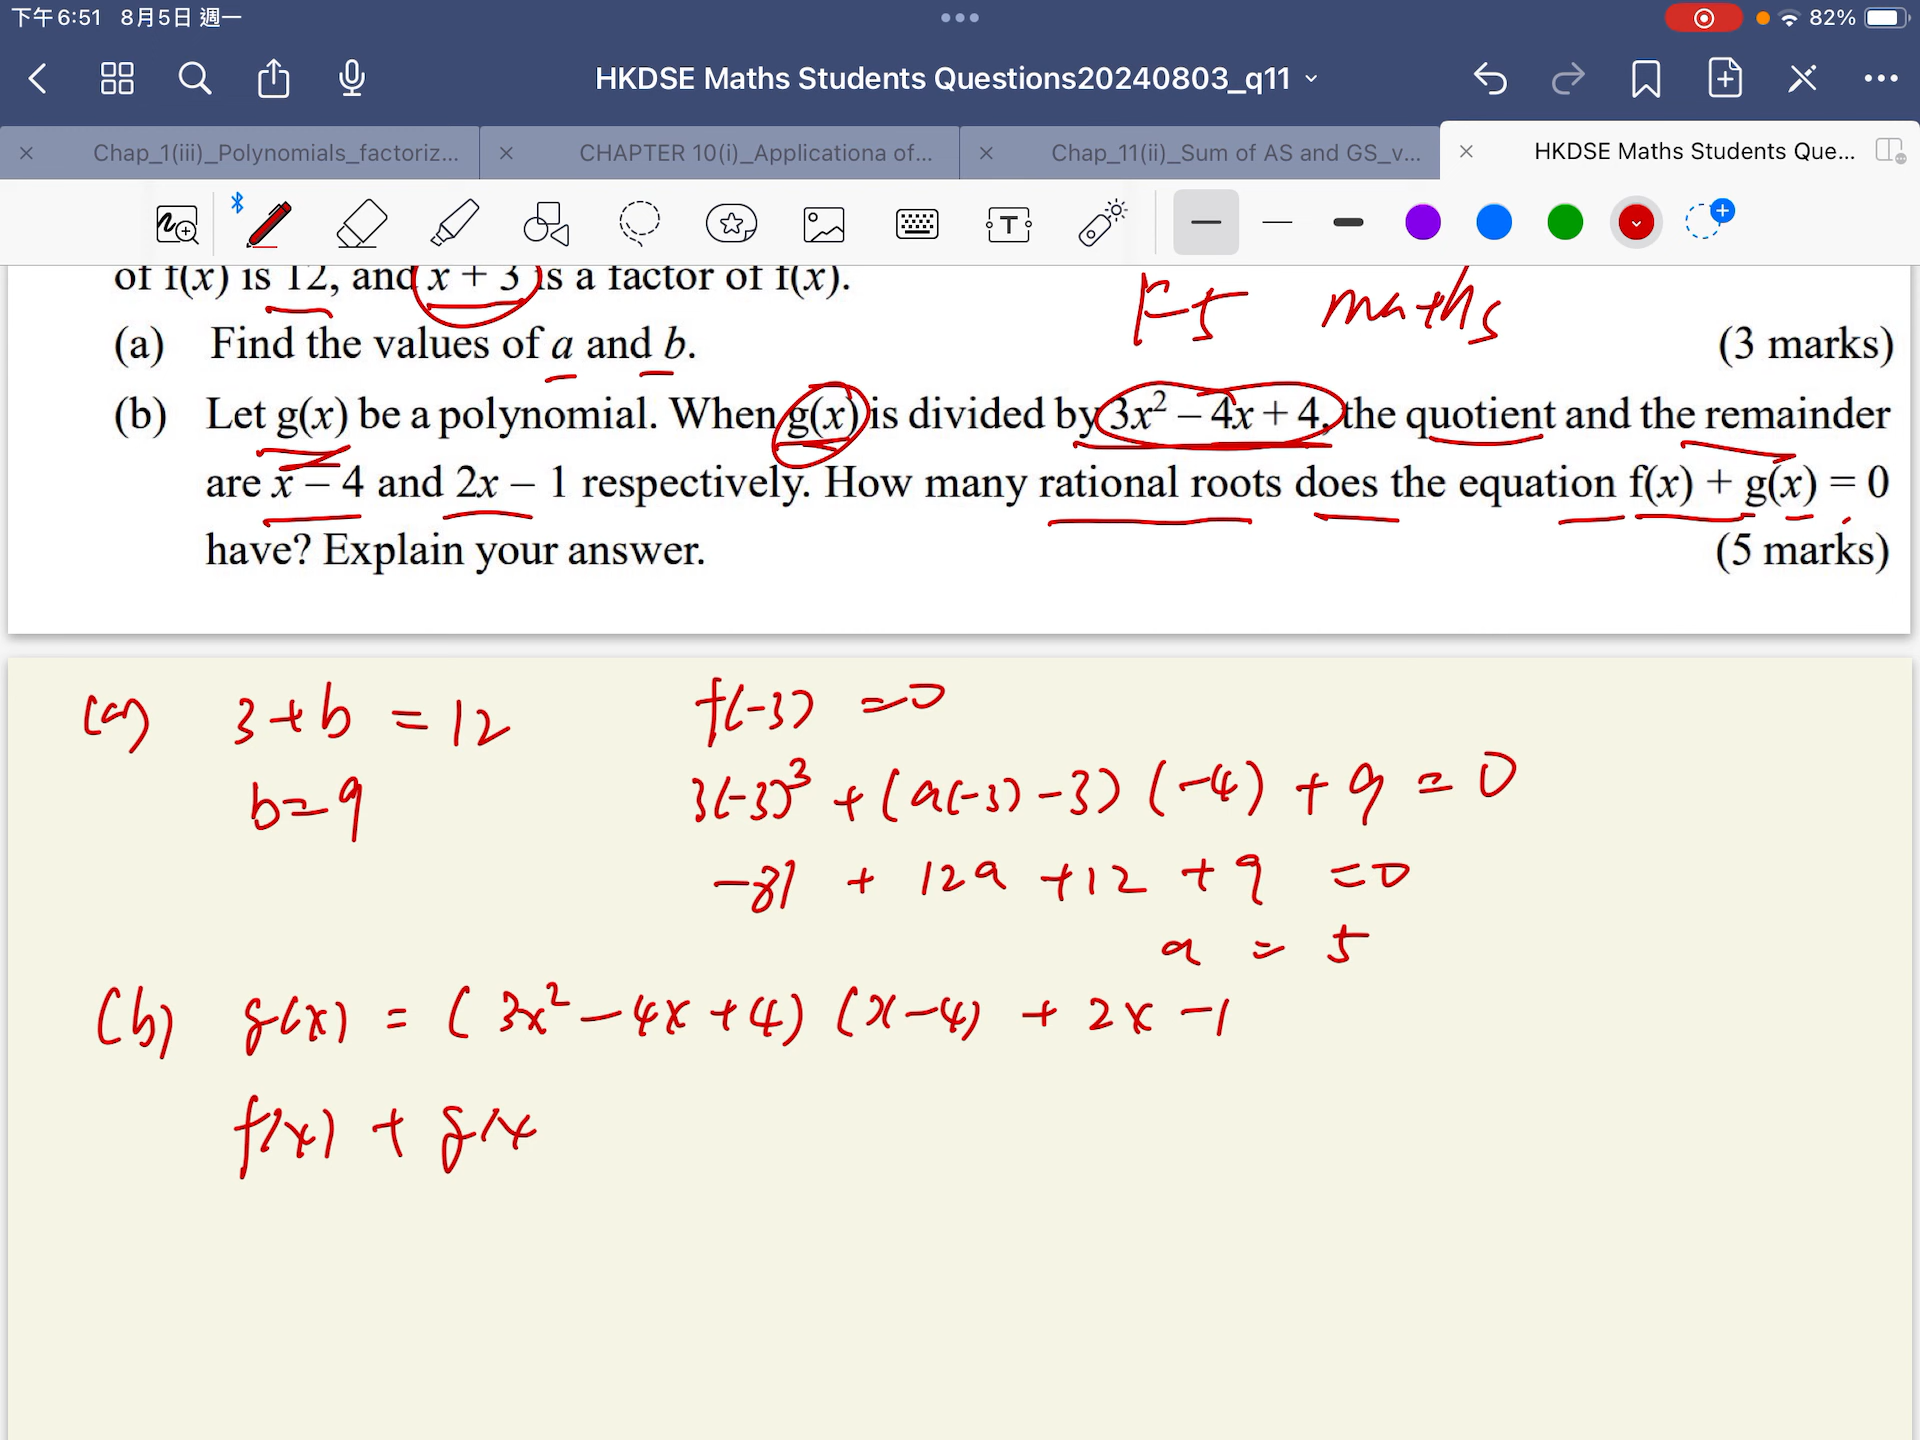 下午6:51 8月5日 週一
82%
HKDSE Maths Students Questions20240803_q11
Chap_1(iii)_Polynomials_factoriz...
CHAPTER 10(i)_Applicationa of...
Chap_11(ii)_Sum of AS and GS_v...
HKDSE Maths Students Que...
of f(x) is 12, and x + 3 is a factor of f(x).
F5 maths
(a) Find the values of a and b. (3 marks)
(b) Let g(x) be a polynomial. When g(x) is divided by 3x² – 4x + 4, the quotient and the remainder
are x – 4 and 2x – 1 respectively. How many rational roots does the equation f(x) + g(x) = 0
have? Explain your answer. (5 marks)
(a) 3 + b = 12 f(-3) = 0
b = 9 3(-3)³ + (a(-3) - 3) (-4) + 9 = 0
-81 + 12a + 12 + 9 = 0
a = 5
(b) g(x) = (3x² - 4x + 4) (x - 4) + 2x - 1
f(x) + g(x